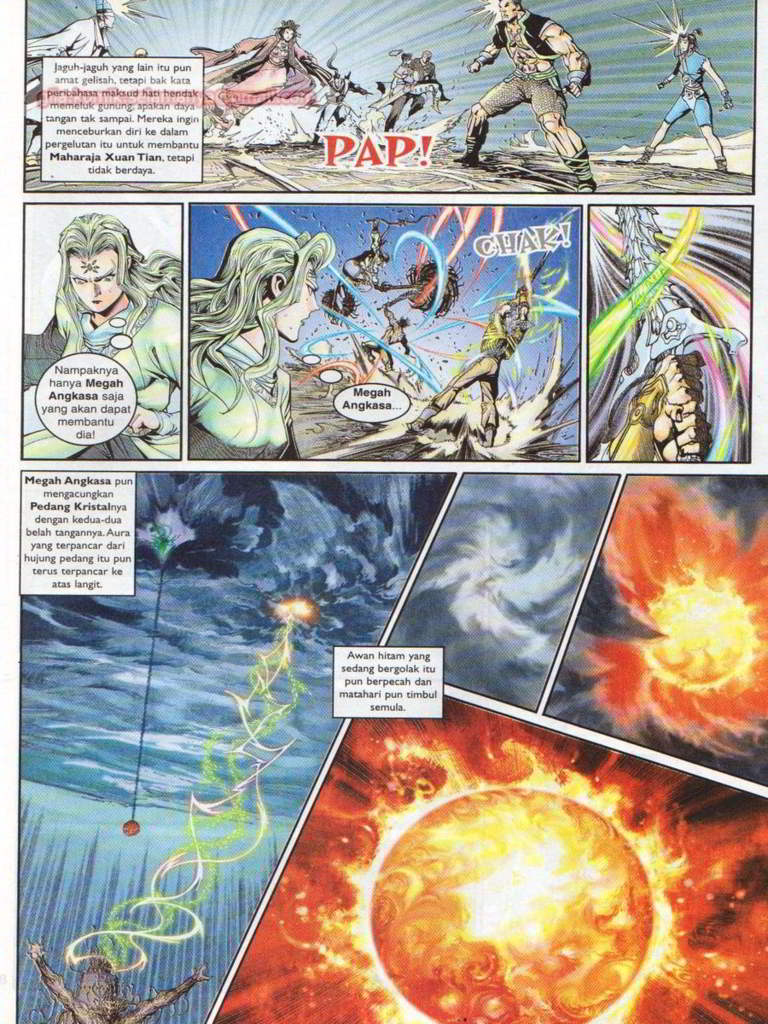 Jaguh-jaguh yang lain itu pun
amat gelisah, tetapi bak kata
peribahasa maksud hati hendak
memeluk gunung, apakan daya
tangan tak sampai. Mereka ingin
menceburkan diri ke dalam
pergelutan itu untuk membantu
Maharaja Xuan Tian, tetapi
tidak berdaya.
PAP!
Nampaknya
hanya Megah
Angkasa saja
yang akan dapat
membantu
dia!
CHAK!
Megah
Angkasa...
Megah Angkasa pun
mengacungkan
Pedang Kristalnya
dengan kedua-dua
belah tangannya. Aura
yang terpancar dari
hujung pedang itu pun
terus terpancar ke
atas langit.
Awan hitam yang
sedang bergolak itu
pun berpecah dan
matahari pun timbul
semula.